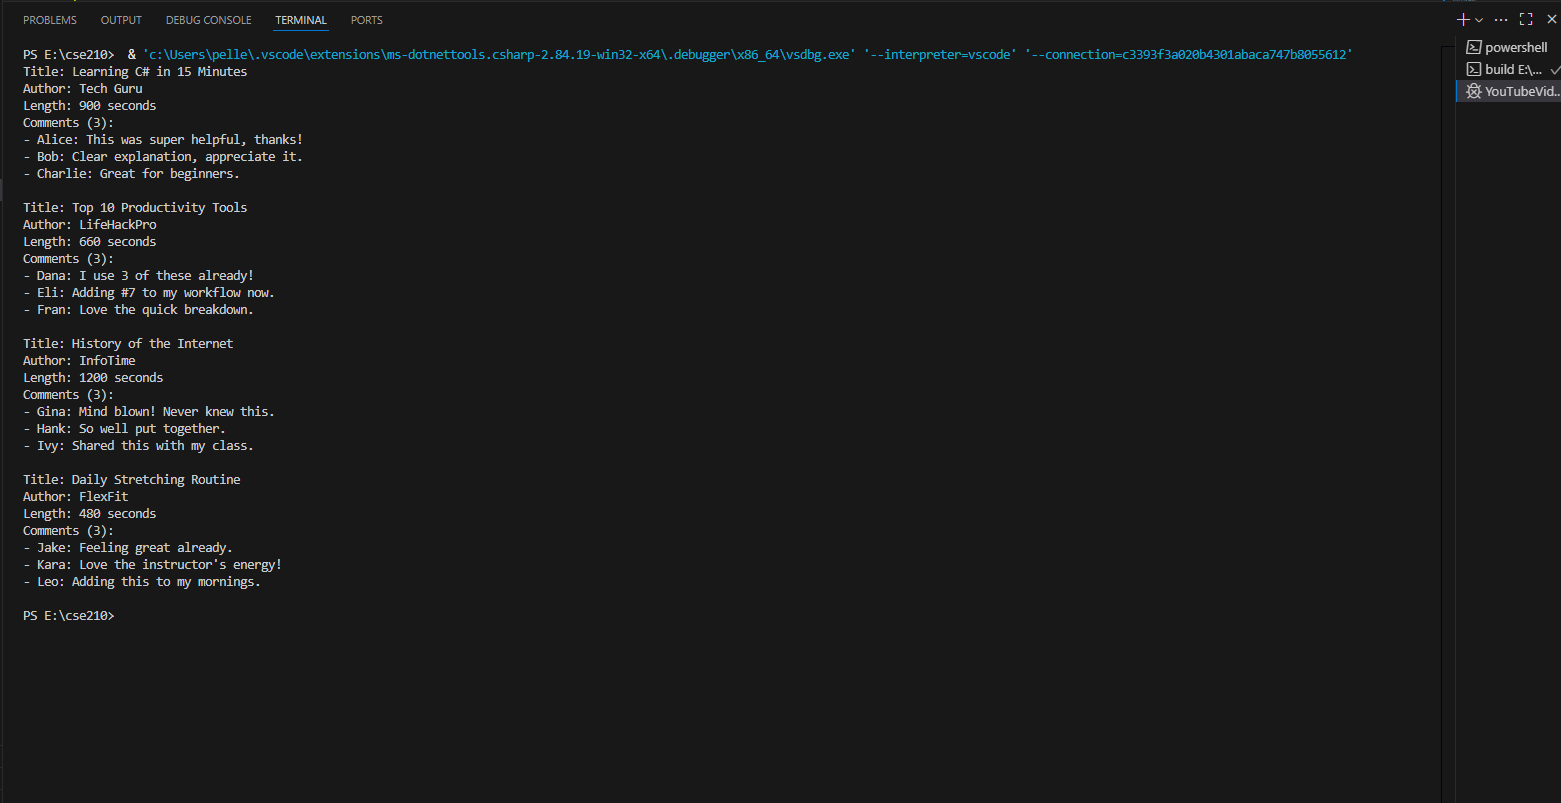 PROBLEMS OUTPUT DEBUG CONSOLE TERMINAL PORTS
PS E:\cse210>  & 'c:\Users\pelle\.vscode\extensions\ms-dotnettools.csharp-2.84.19-win32-x64\.debugger\x86_64\vsdbg.exe' '--interpreter=vscode' '--connection=c3393f3a020b4301abaca747b8055612'
Title: Learning C# in 15 Minutes
Author: Tech Guru
Length: 900 seconds
Comments (3):
- Alice: This was super helpful, thanks!
- Bob: Clear explanation, appreciate it.
- Charlie: Great for beginners.

Title: Top 10 Productivity Tools
Author: LifeHackPro
Length: 660 seconds
Comments (3):
- Dana: I use 3 of these already!
- Eli: Adding #7 to my workflow now.
- Fran: Love the quick breakdown.

Title: History of the Internet
Author: InfoTime
Length: 1200 seconds
Comments (3):
- Gina: Mind blown! Never knew this.
- Hank: So well put together.
- Ivy: Shared this with my class.

Title: Daily Stretching Routine
Author: FlexFit
Length: 480 seconds
Comments (3):
- Jake: Feeling great already.
- Kara: Love the instructor's energy!
- Leo: Adding this to my mornings.

PS E:\cse210>
powershell
build E:\...
YouTubeVid...